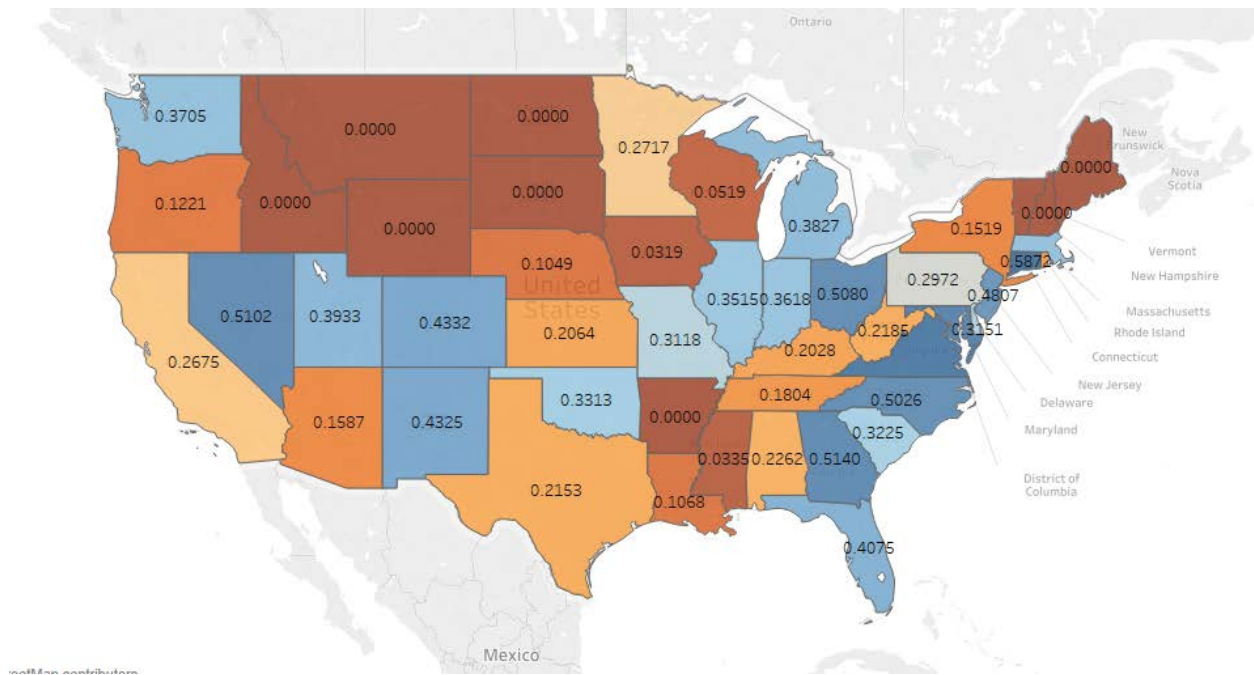 Ontario
0.3705
0.0000
0.0000
0.2717
New
Nova
Scotia
0.0000
0.1221
0.0000
0.0000
0.0000
0.0519
0.3827
0.1519
0.0000
Vermont
0.0319
0.5872
New Hampshire
0.1049
United
States
0.2972
0.4807
Massachusetts
0.5102
0.3933
0.4332
0.2064
0.3515
0.3618
0.5080
0.3151
Rhode Island
0.2675
0.3118
0.2028
0.2185
Connecticut
New Jersey
0.1587
0.4325
0.3313
0.0000
0.1804
0.5026
Delaware
0.0335
0.2262
0.5140
0.3225
Maryland
0.2153
0.1068
District of
Columbia
0.4075
Mexico